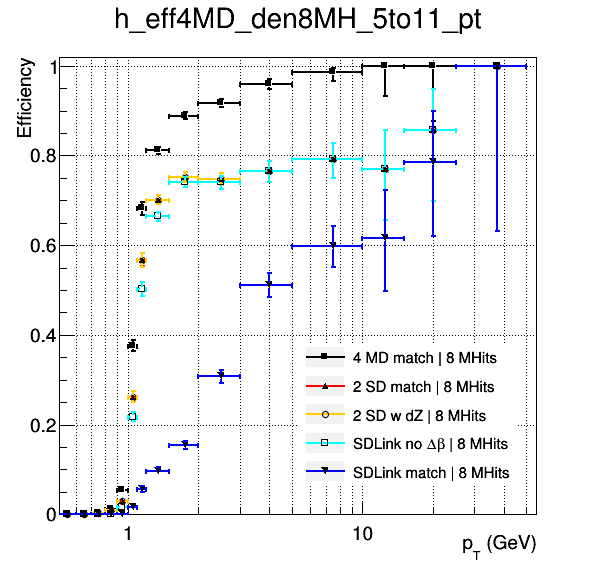 h_eff4MD_den8MH_5to11_pt
Efficiency
1
0.8
0.6
0.4
0.2
0
4 MD match | 8 MHits
2 SD match | 8 MHits
2 SD w dZ | 8 MHits
SDLink no Δβ | 8 MHits
SDLink match | 8 MHits
1 10
p_T (GeV)